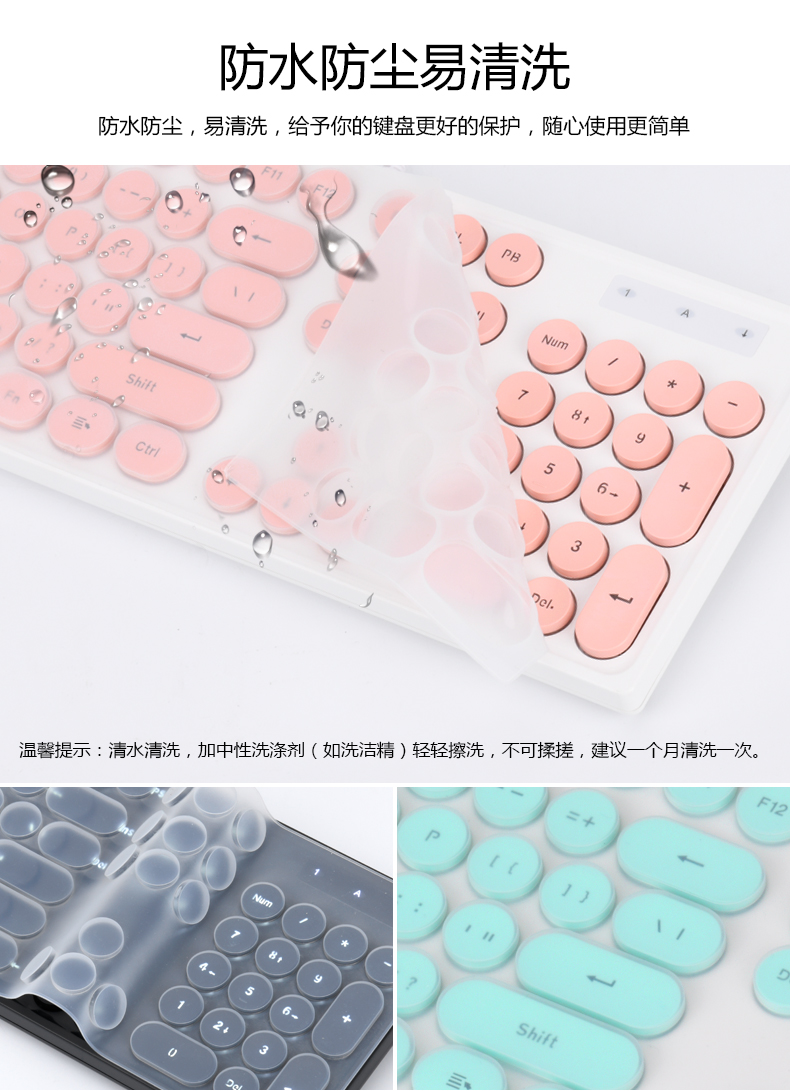 防水防尘易清洗
防水防尘，易清洗，给予你的键盘更好的保护，随心使用更简单
F11
F12
PB
1
A
Num
/
*
-
7
8↑
9
+
5
6→
3
Del·
Shift
Ctrl
Fn
温馨提示：清水清洗，加中性洗涤剂（如洗洁精）轻轻擦洗，不可揉搓，建议一个月清洗一次。
1
A
Num
/
*
-
7
8↑
9
4←
5
6→
+
1
2↓
3
0
Del
F12
P
=+
[{
]}
\|
'"
?
Shift